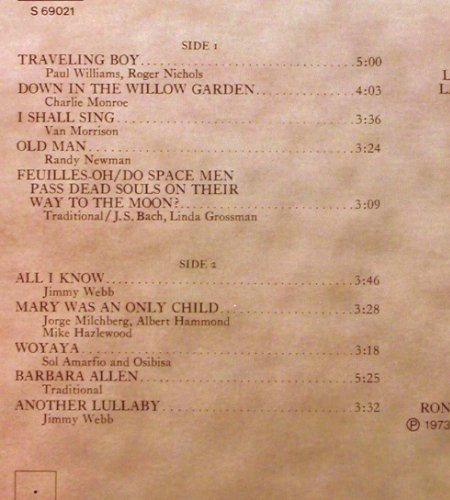 S 69021
SIDE 1
TRAVELING BOY 5:00
Paul Williams, Roger Nichols
DOWN IN THE WILLOW GARDEN 4:03
Charlie Monroe
I SHALL SING 3:36
Van Morrison
OLD MAN 3:24
Randy Newman
FEUILLES-OH/DO SPACE MEN
PASS DEAD SOULS ON THEIR
WAY TO THE MOON? 3:09
Traditional/J.S. Bach, Linda Grossman
SIDE 2
ALL I KNOW 3:46
Jimmy Webb
MARY WAS AN ONLY CHILD 3:28
Jorge Milchberg, Albert Hammond
Mike Hazlewood
WOYAYA 3:18
Sol Amarfio and Osibisa
BARBARA ALLEN 5:25
Traditional
ANOTHER LULLABY 3:32
Jimmy Webb
RON
℗ 1973